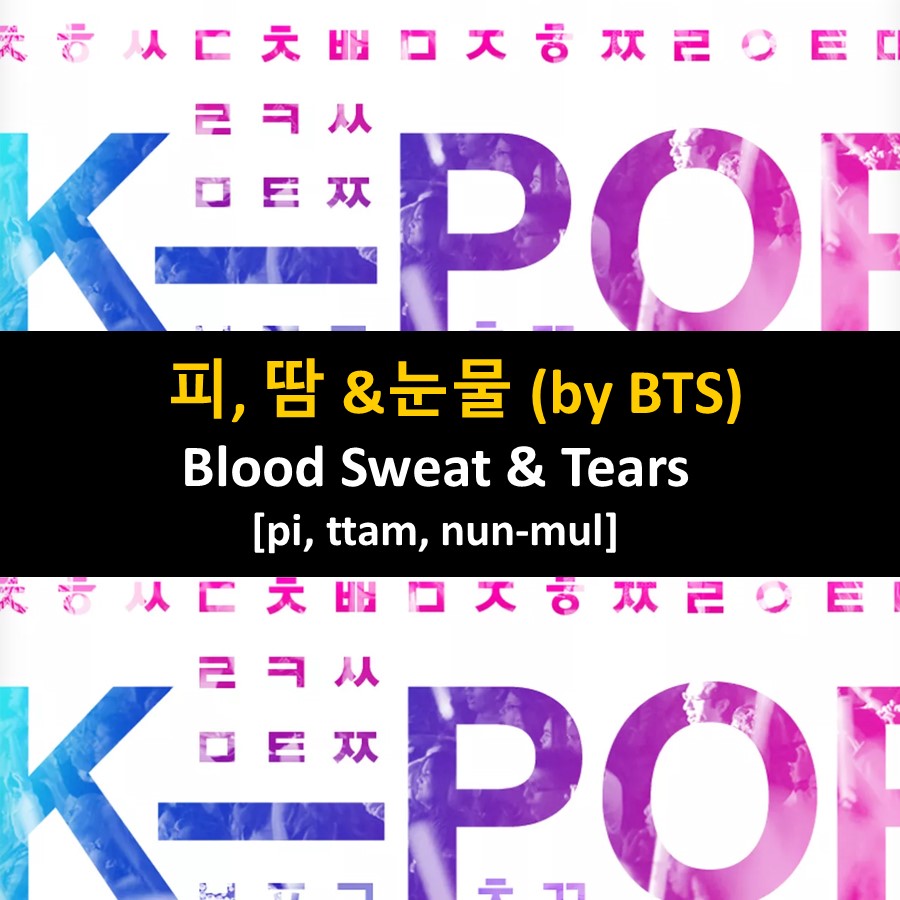 ㅎ ㅆ ㄷ ㅊ ㅃ ㅁ ㅈ ㅎ ㅉ ㄹ ㅇ ㅌ
ㄹ ㅋ ㅆ
ㅁ ㅌ ㅉ
K-POP
피, 땀 &눈물 (by BTS)
Blood Sweat & Tears
[pi, ttam, nun-mul]
ㅎ ㅆ ㄷ ㅊ ㅃ ㅁ ㅈ ㅎ ㅉ ㄹ ㅇ ㅌ
ㄹ ㅋ ㅆ
ㅁ ㅌ ㅉ
K-POP